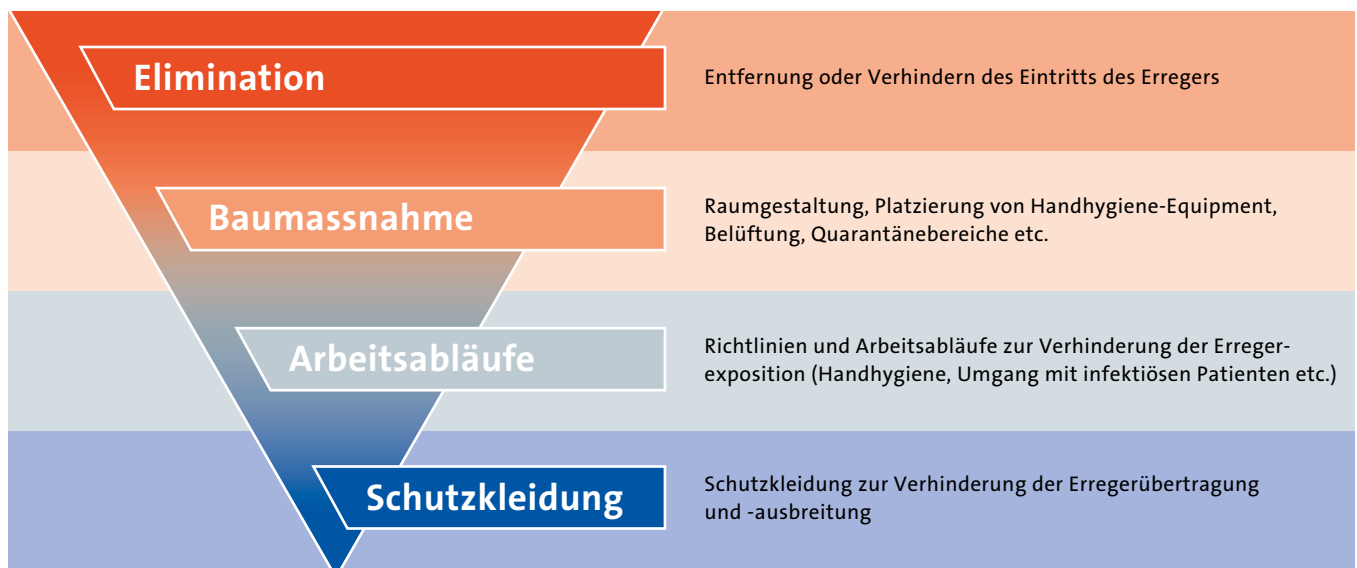 Elimination
Entfernung oder Verhindern des Eintritts des Erregers
Baumassnahme
Raumgestaltung, Platzierung von Handhygiene-Equipment,
Belüftung, Quarantänebereiche etc.
Arbeitsabläufe
Richtlinien und Arbeitsabläufe zur Verhinderung der Erreger-
exposition (Handhygiene, Umgang mit infektiösen Patienten etc.)
Schutzkleidung
Schutzkleidung zur Verhinderung der Erregerübertragung
und -ausbreitung